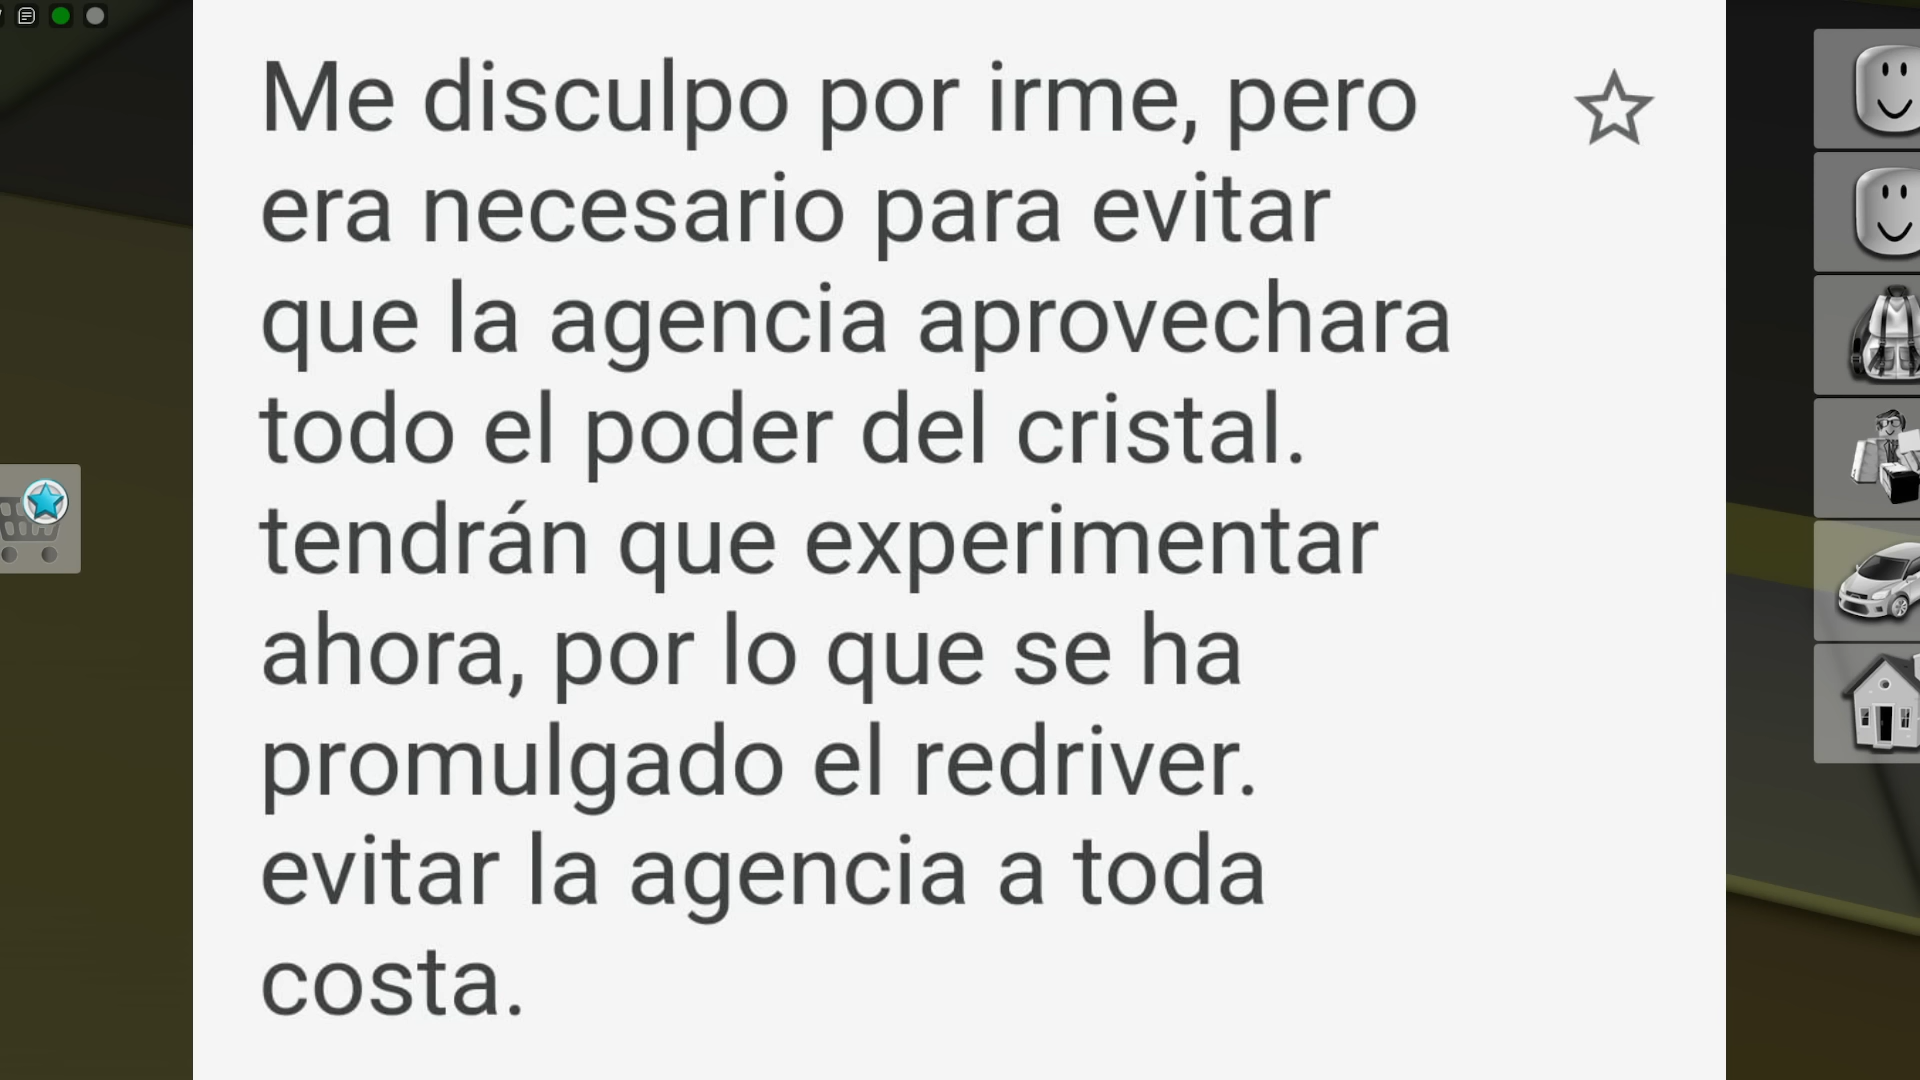 Me disculpo por irme, pero
era necesario para evitar
que la agencia aprovechara
todo el poder del cristal.
tendrán que experimentar
ahora, por lo que se ha
promulgado el redriver.
evitar la agencia a toda
costa.